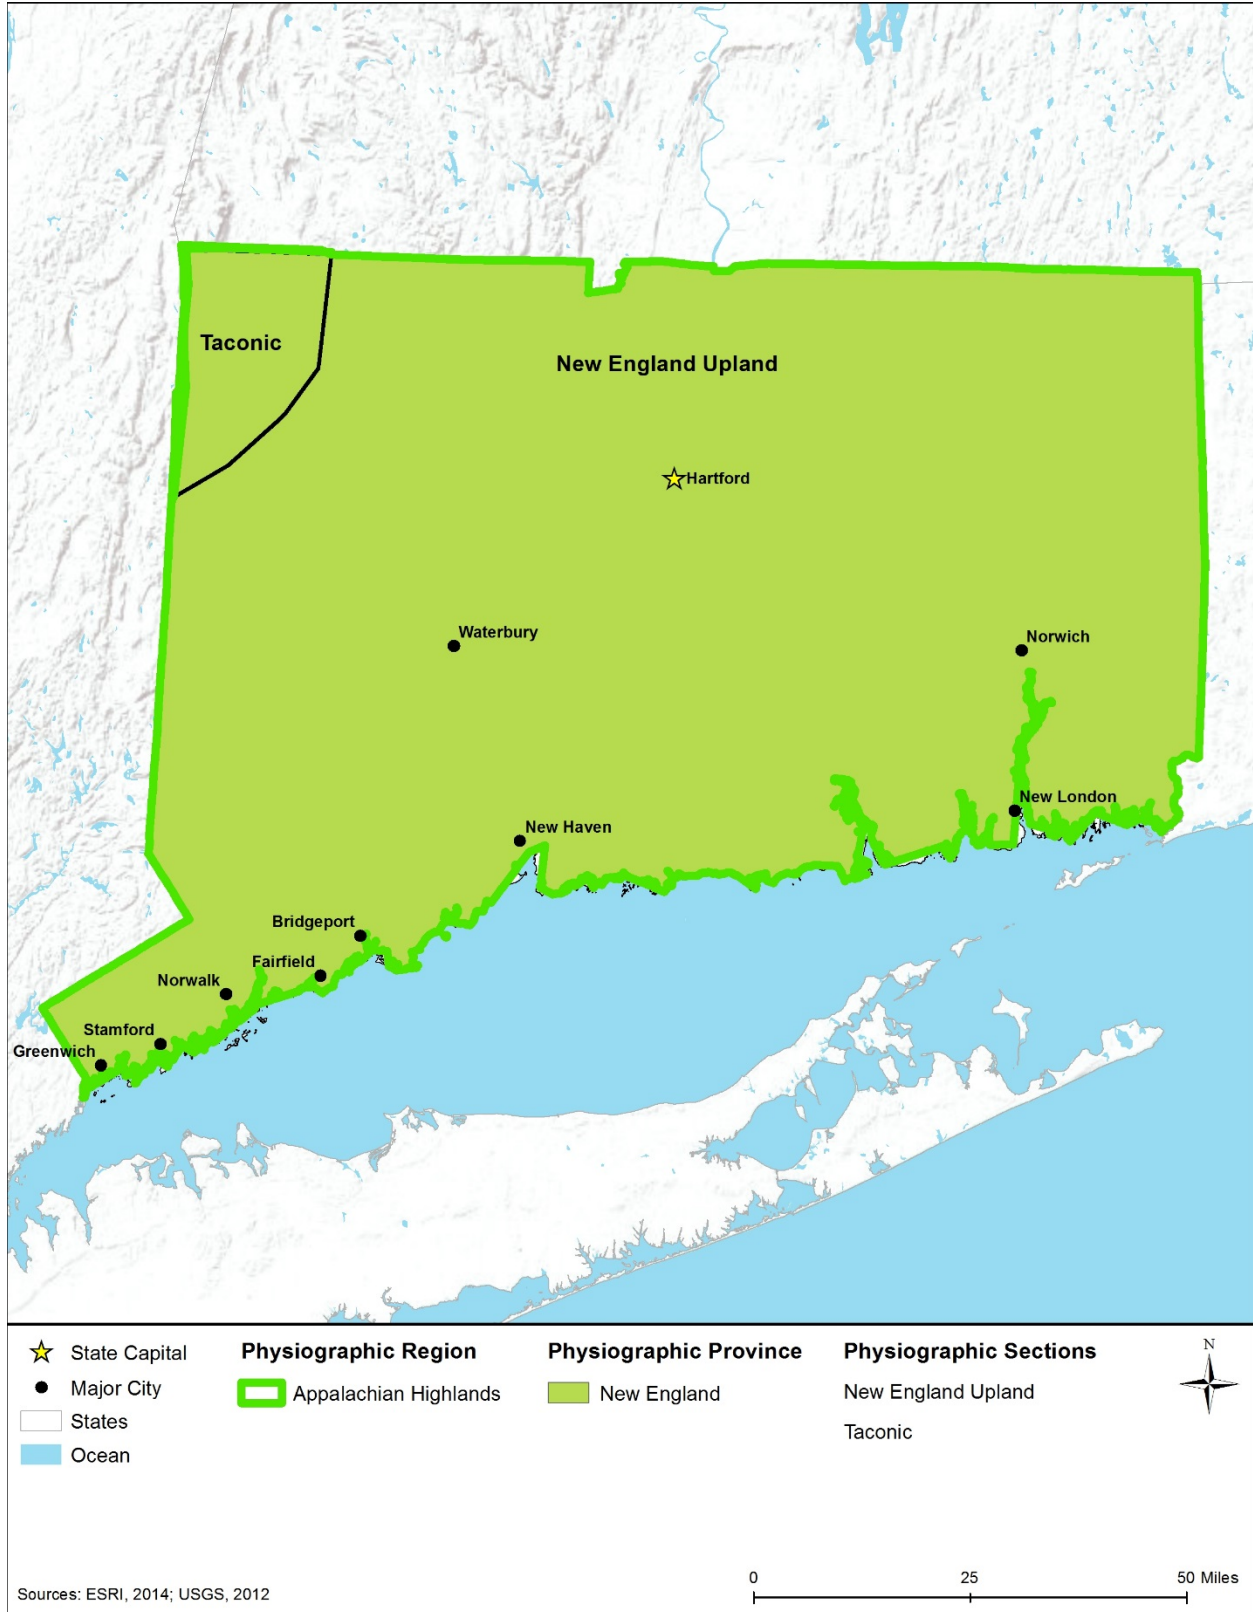 Taconic
New England Upland
Hartford
Waterbury
Norwich
New London
New Haven
Bridgeport
Fairfield
Norwalk
Stamford
Greenwich
State Capital
Major City
States
Ocean
Physiographic Region
Appalachian Highlands
Physiographic Province
New England
Physiographic Sections
New England Upland
Taconic
N
Sources: ESRI, 2014; USGS, 2012
0 25 50 Miles